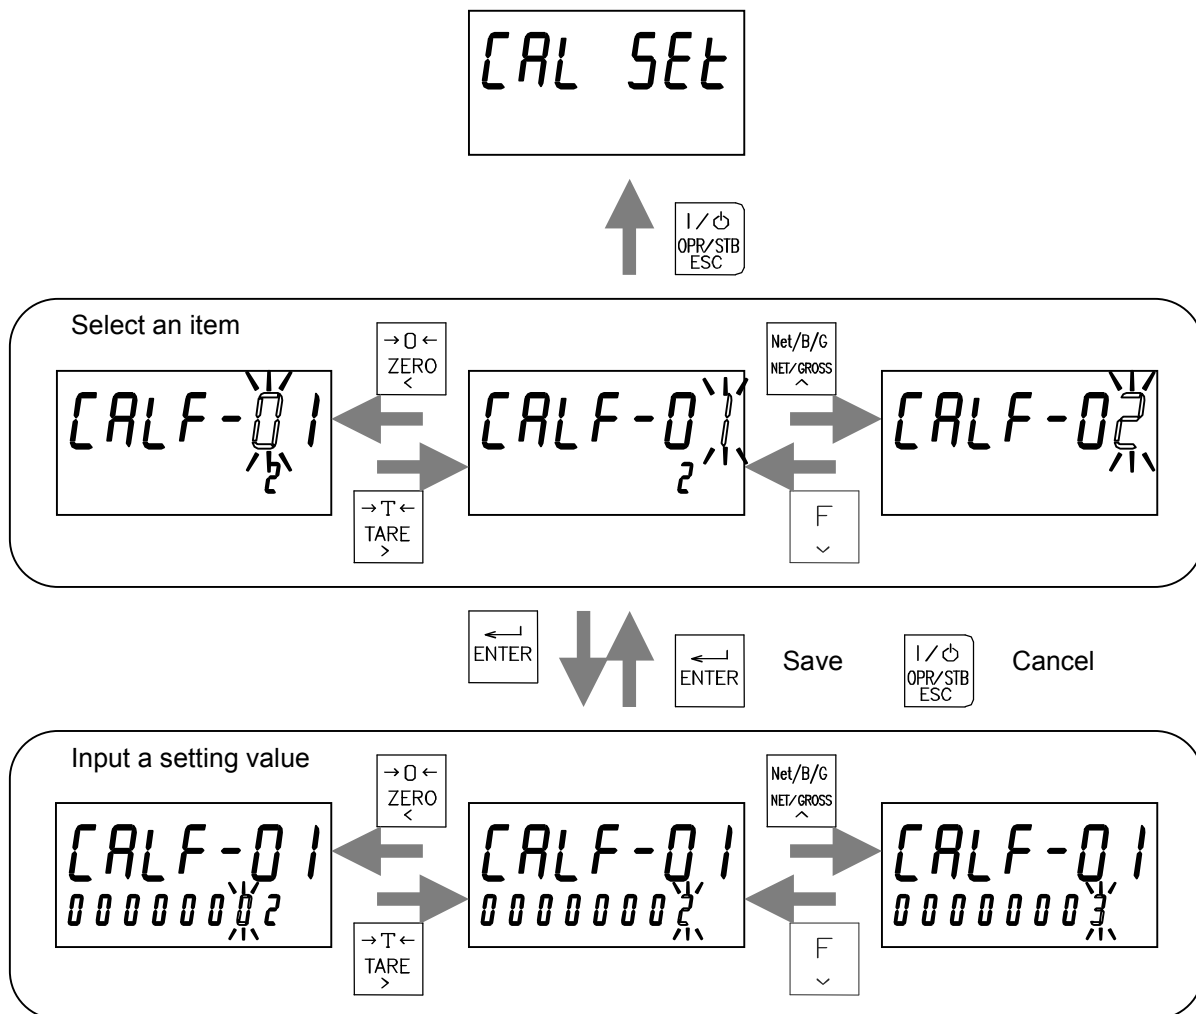 CAL SEt
I/⏻
OPR/STB
ESC
Select an item
→0←
ZERO
<
Net/B/G
NET/GROSS
^
CALF-01
2
CALF-01
2
CALF-02
→T←
TARE
>
F
⌄
ENTER
ENTER
Save
I/⏻
OPR/STB
ESC
Cancel
Input a setting value
→0←
ZERO
<
Net/B/G
NET/GROSS
^
CALF-01
00000002
CALF-01
00000002
CALF-01
00000003
→T←
TARE
>
F
⌄